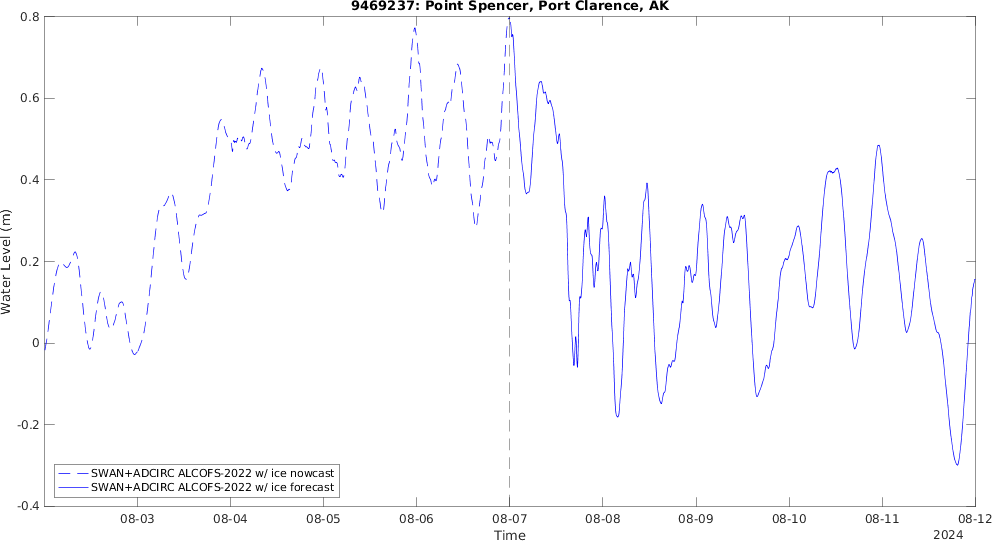 9469237: Point Spencer, Port Clarence, AK
0.8
0.6
0.4
0.2
0
-0.2
-0.4
Water Level (m)
SWAN+ADCIRC ALCOFS-2022 w/ ice nowcast
SWAN+ADCIRC ALCOFS-2022 w/ ice forecast
08-03 08-04 08-05 08-06 08-07 08-08 08-09 08-10 08-11 08-12
Time
2024